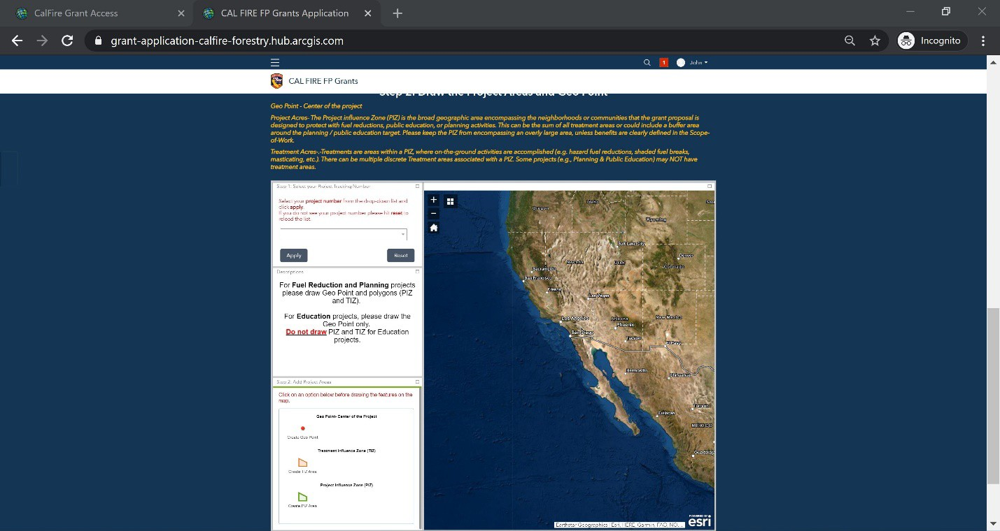 CalFire Grant Access
CAL FIRE FP Grants Application
grant-application-calfire-forestry.hub.arcgis.com
Incognito
1
John
CAL FIRE FP Grants
Step 2: Draw the Project Areas and Geo Point
Geo Point - Center of the project
Project Acres- The Project Influence Zone (PIZ) is the broad geographic area encompassing the neighborhoods or communities that the grant proposal is
designed to protect with fuel reductions, public education, or planning activities. This can be the sum of all treatment areas or could include a buffer area
around the planning / public education target. Please keep the PIZ from encompassing an overly large area, unless benefits are clearly defined in the Scope-
of-Work.
Treatment Acres-.-Treatments are areas within a PIZ, where on-the-ground activities are accomplished (e.g. hazard fuel reductions, shaded fuel breaks,
masticating, etc.). There can be multiple discrete Treatment areas associated with a PIZ. Some projects (e.g., Planning & Public Education) may NOT have
treatment areas.
Step 1: Select your Project Tracking Number
Select your project number from the drop-down list and
click apply.
If you do not see your project number please hit reset to
reload the list.
Apply
Reset
Descriptions
For Fuel Reduction and Planning projects
please draw Geo Point and polygons (PIZ
and TIZ).
For Education projects, please draw the
Geo Point only.
Do not draw PIZ and TIZ for Education
projects.
Step 2: Add Project Areas
Click on an option below before drawing the features on the
map.
Geo Point- Center of the Project
Create Geo Point
Treatment Influence Zone (TIZ)
Create TIZ Area
Project Influence Zone (PIZ)
Create PIZ Area
+
−
Oregon
Idaho
Sou
Wyoming
Salt Lake City
Denver
Nevada
Utah
Colorado
Sacramento
San Francisco
Fresno
Las Vegas
Los Angeles
Arizona
New Mexico
Phoenix
San Diego
Tucson
El Paso
Hermosillo
Chihuahua
Torreon
Culiacan
MEXICO
Guadalaj
POWERED BY
esri
Earthstar Geographics | Esri, HERE, Garmin, FAO, NO...